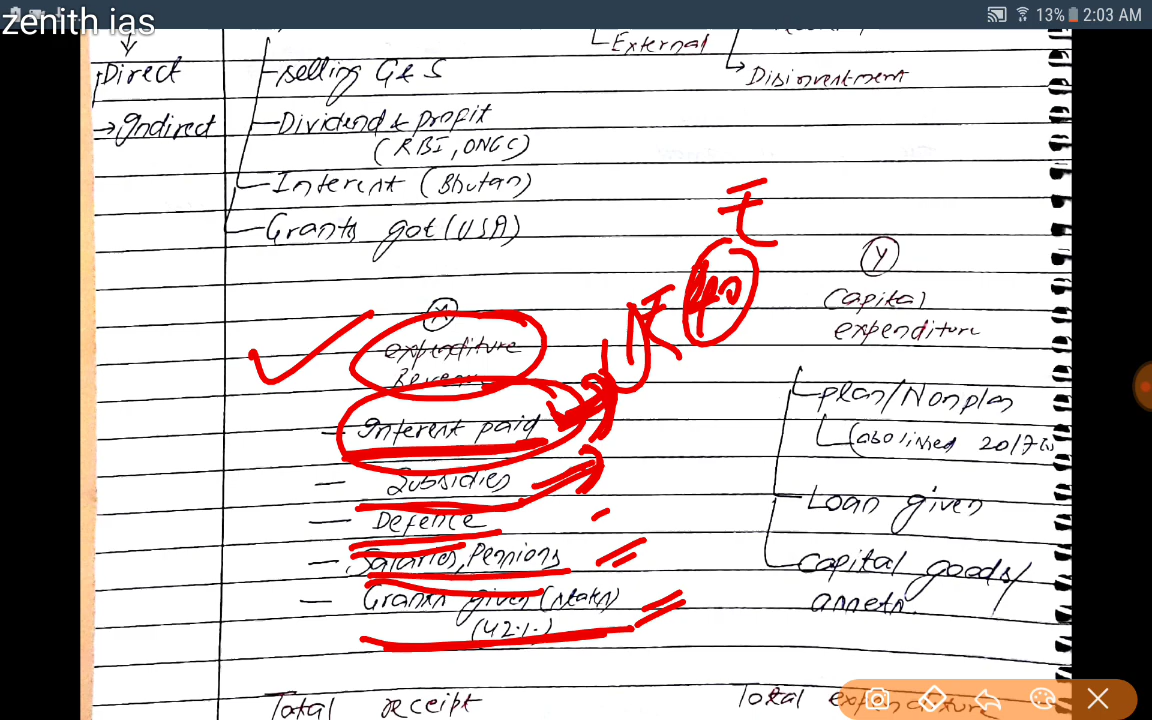 zenith ias
13% 2:03 AM
External
Direct
selling G & S
Disinvestment
Indirect
Dividend & profit
(RBI, ONGC)
Interest (Bhutan)
Grants got (USA)
Y
Capital
expenditure
X
expenditure
Interest paid
plan/Nonplan
(abolished 2017
Subsidies
Loan given
Defence
Salaries, Pensions
Capital goods/
assets.
Grants given (states)
(42%)
Total receipt
Total expenditure